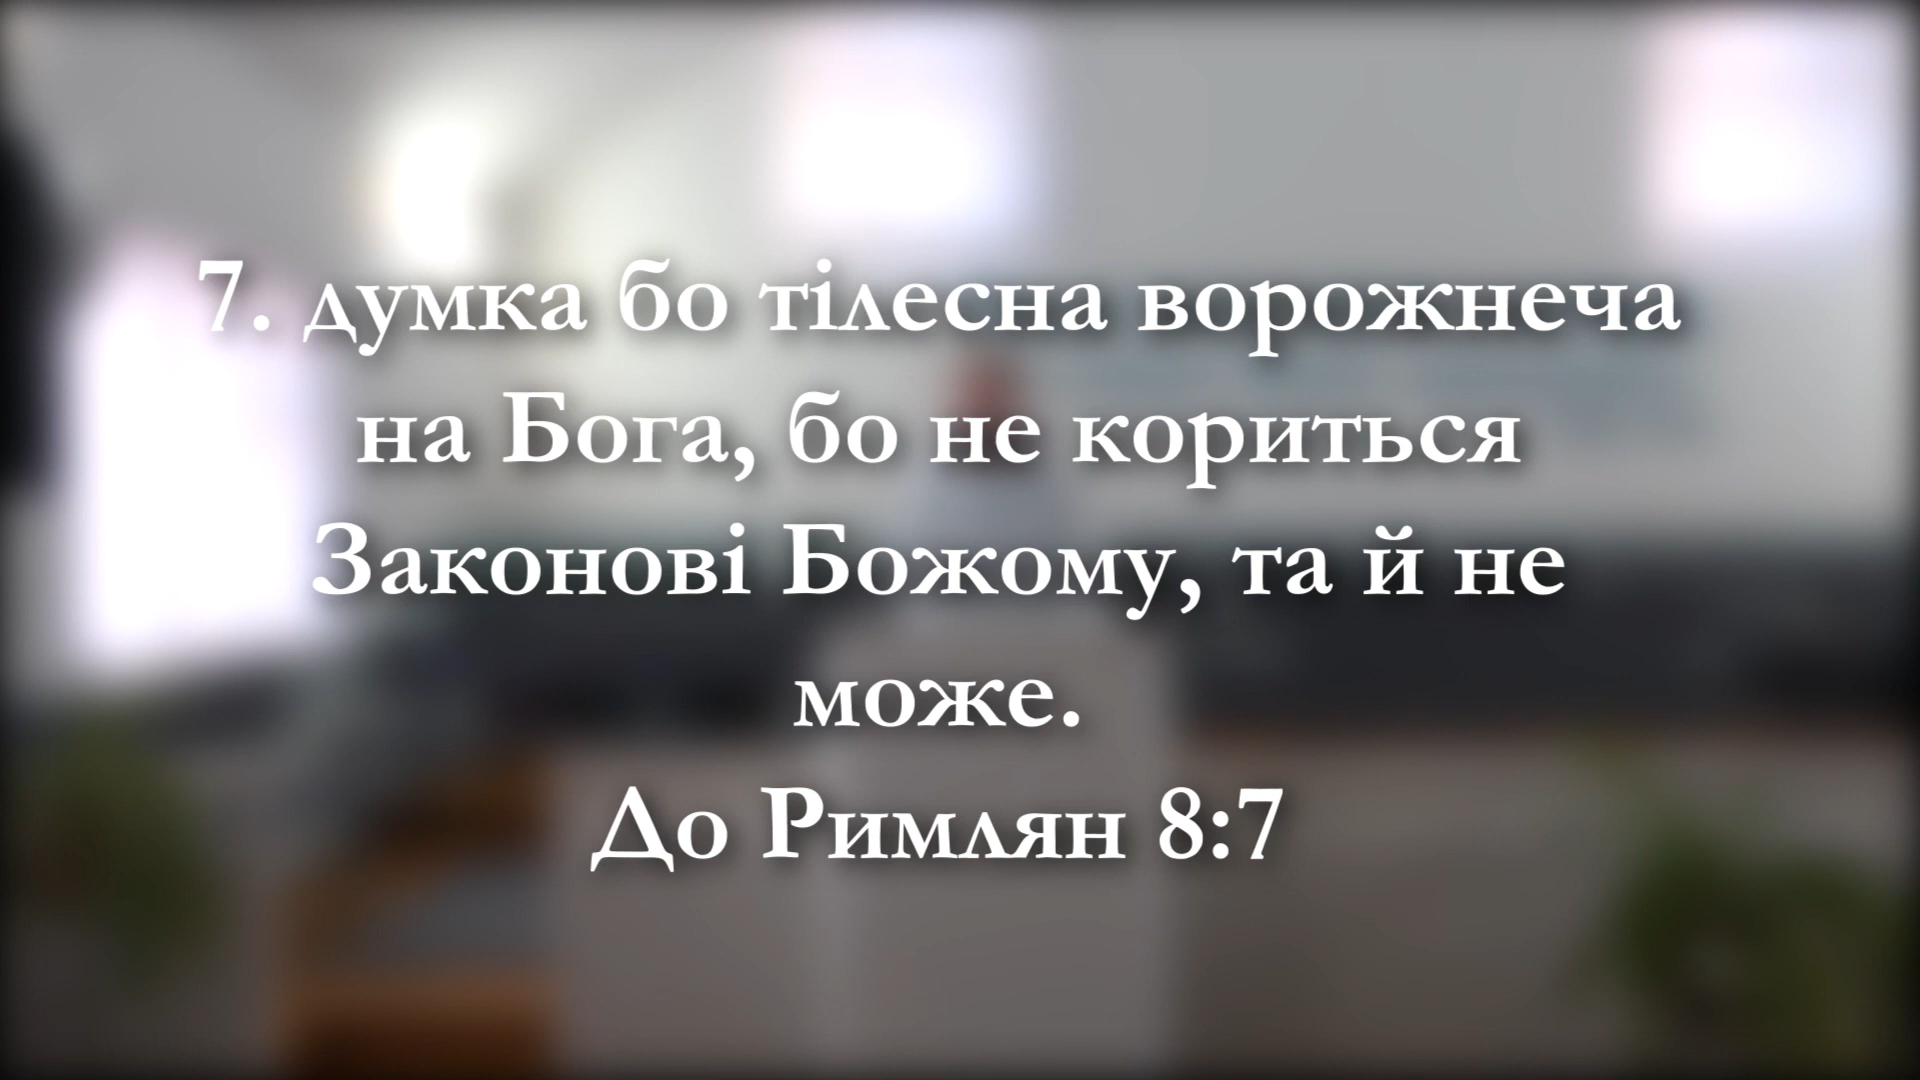 7. думка бо тілесна ворожнеча
на Бога, бо не кориться
Законові Божому, та й не
може.
До Римлян 8:7